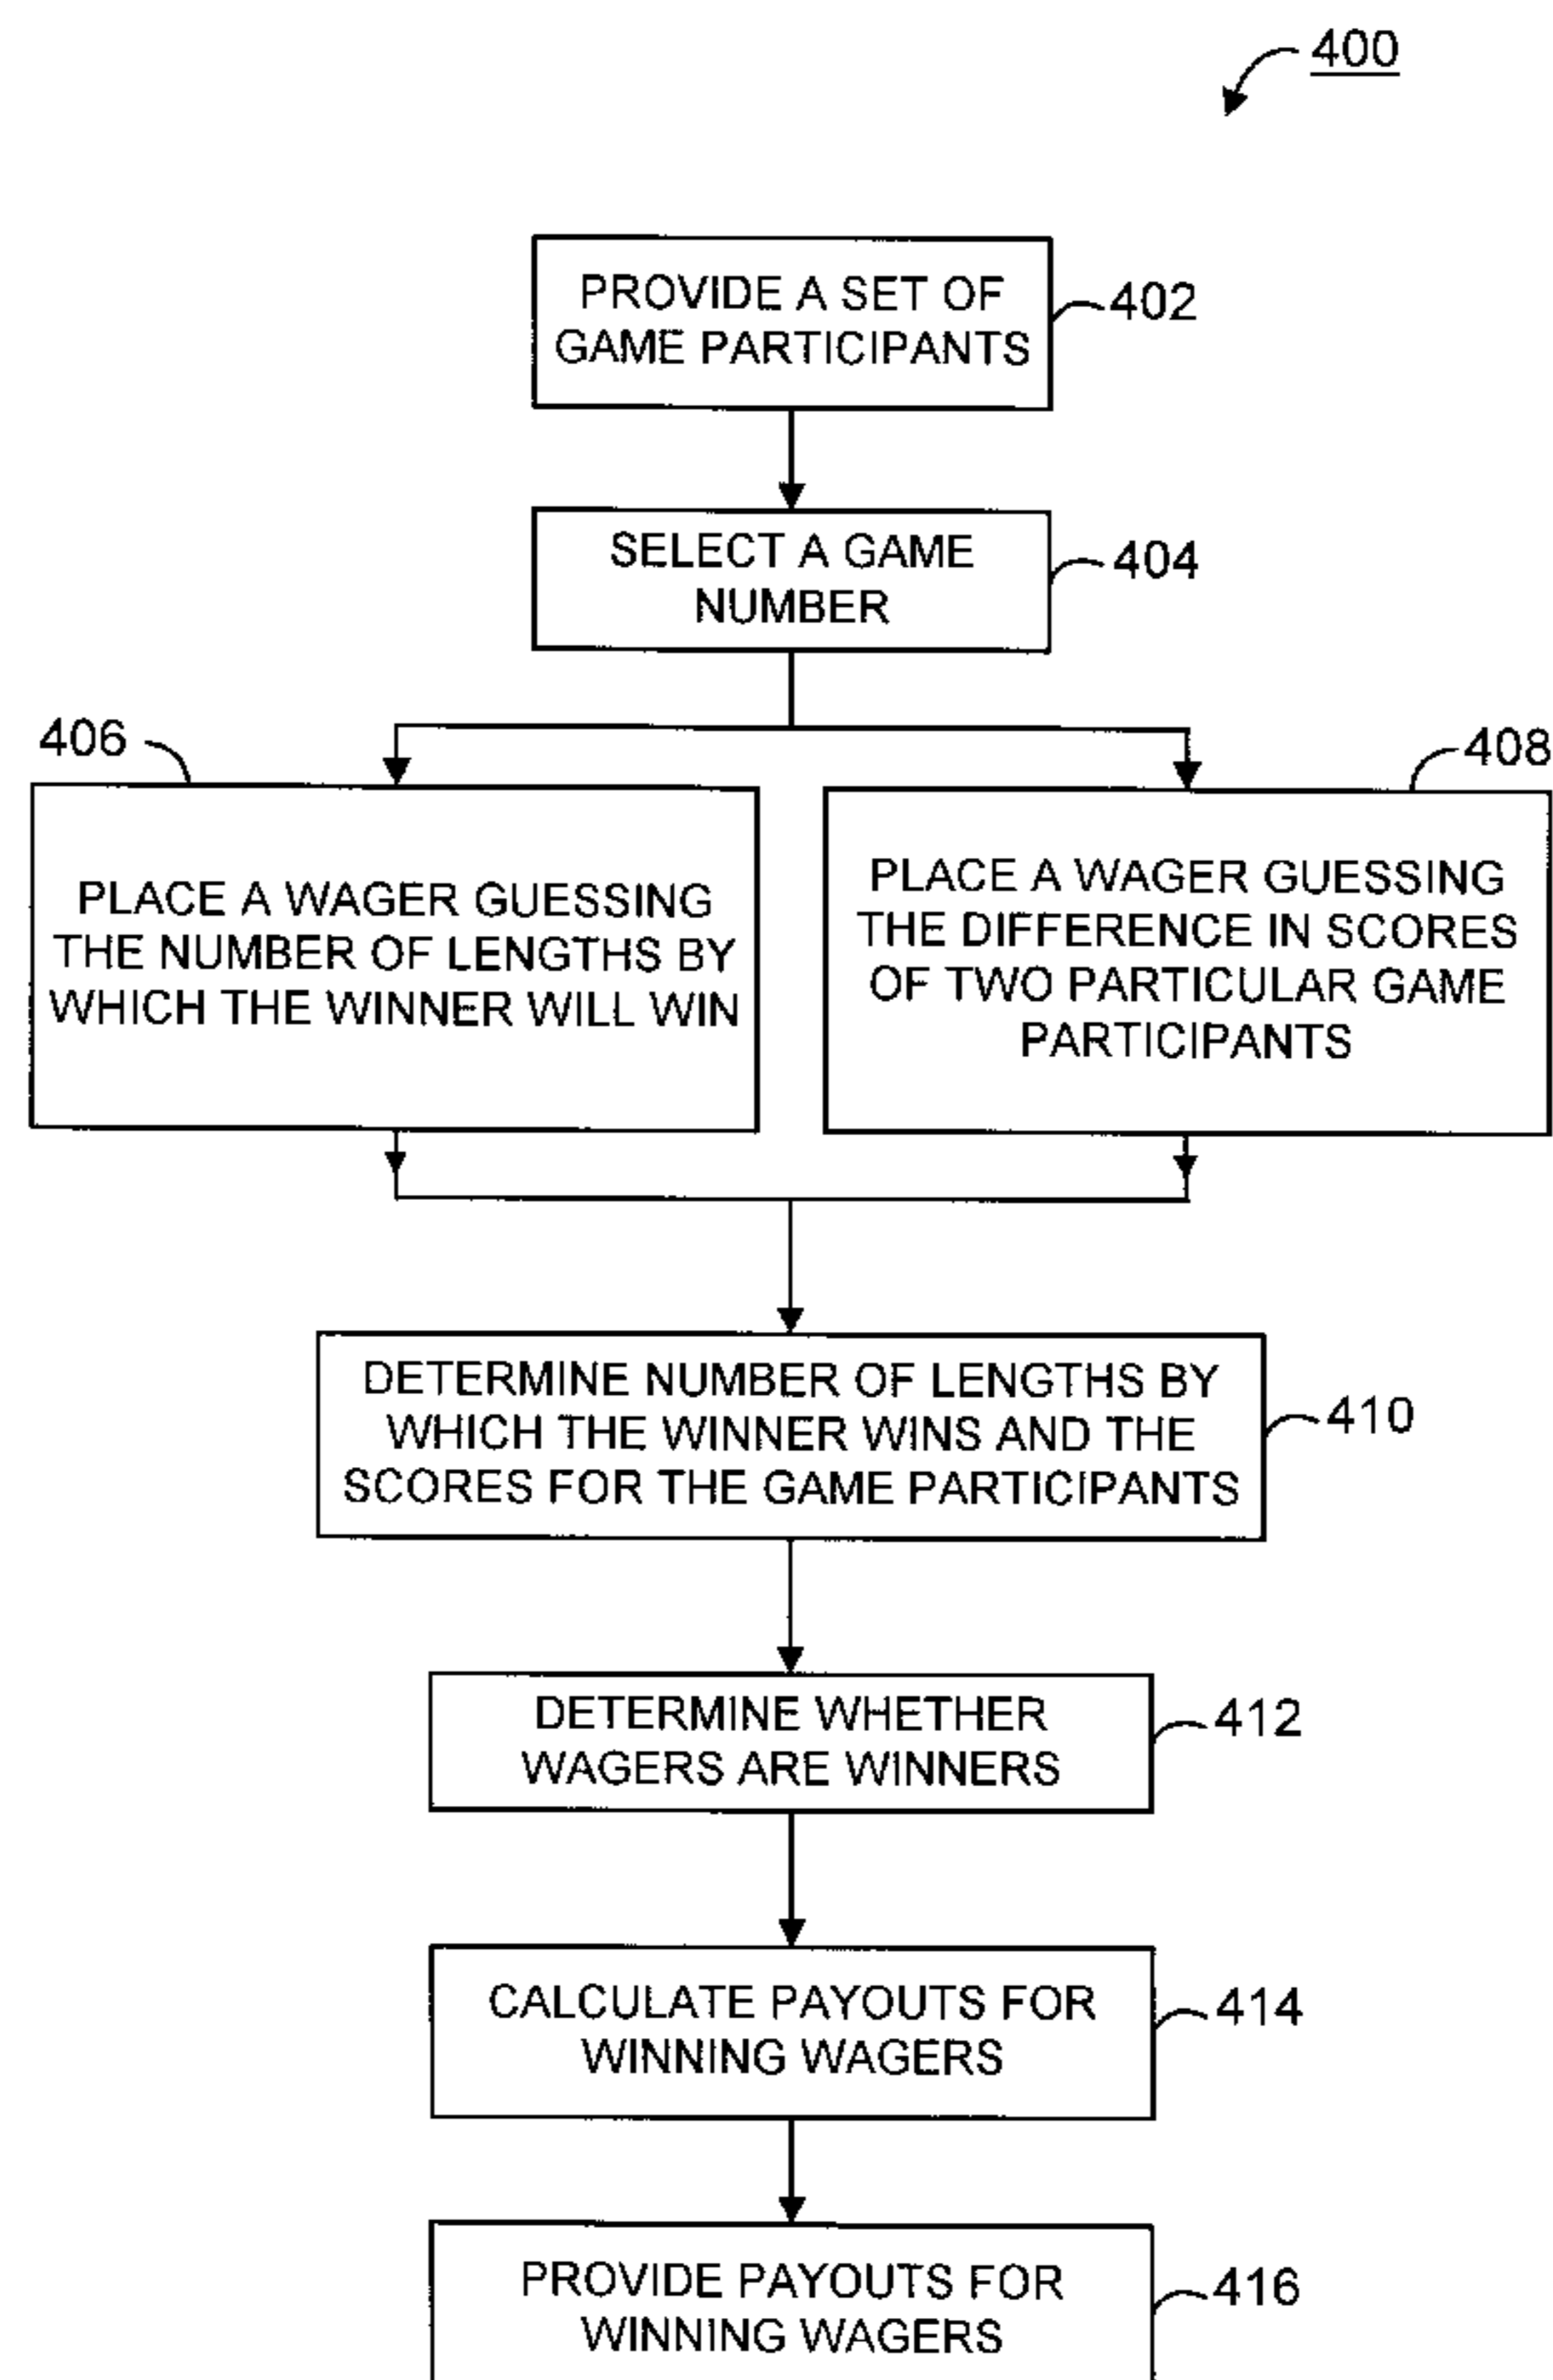 400
PROVIDE A SET OF
GAME PARTICIPANTS
402
SELECT A GAME
NUMBER
404
406
408
PLACE A WAGER GUESSING
THE NUMBER OF LENGTHS BY
WHICH THE WINNER WILL WIN
PLACE A WAGER GUESSING
THE DIFFERENCE IN SCORES
OF TWO PARTICULAR GAME
PARTICIPANTS
DETERMINE NUMBER OF LENGTHS BY
WHICH THE WINNER WINS AND THE
SCORES FOR THE GAME PARTICIPANTS
410
DETERMINE WHETHER
WAGERS ARE WINNERS
412
CALCULATE PAYOUTS FOR
WINNING WAGERS
414
PROVIDE PAYOUTS FOR
WINNING WAGERS
416